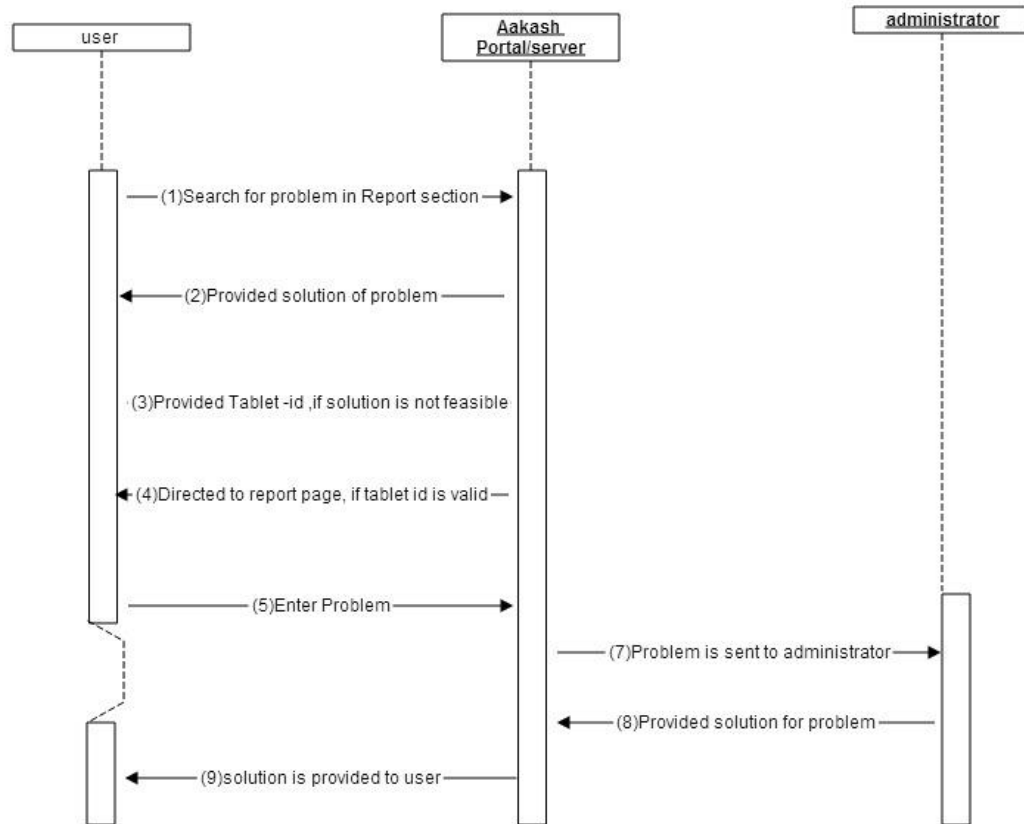 user
Aakash
Portal/server
administrator
(1)Search for problem in Report section
(2)Provided solution of problem
(3)Provided Tablet -id ,if solution is not feasible
(4)Directed to report page, if tablet id is valid
(5)Enter Problem
(7)Problem is sent to administrator
(8)Provided solution for problem
(9)solution is provided to user